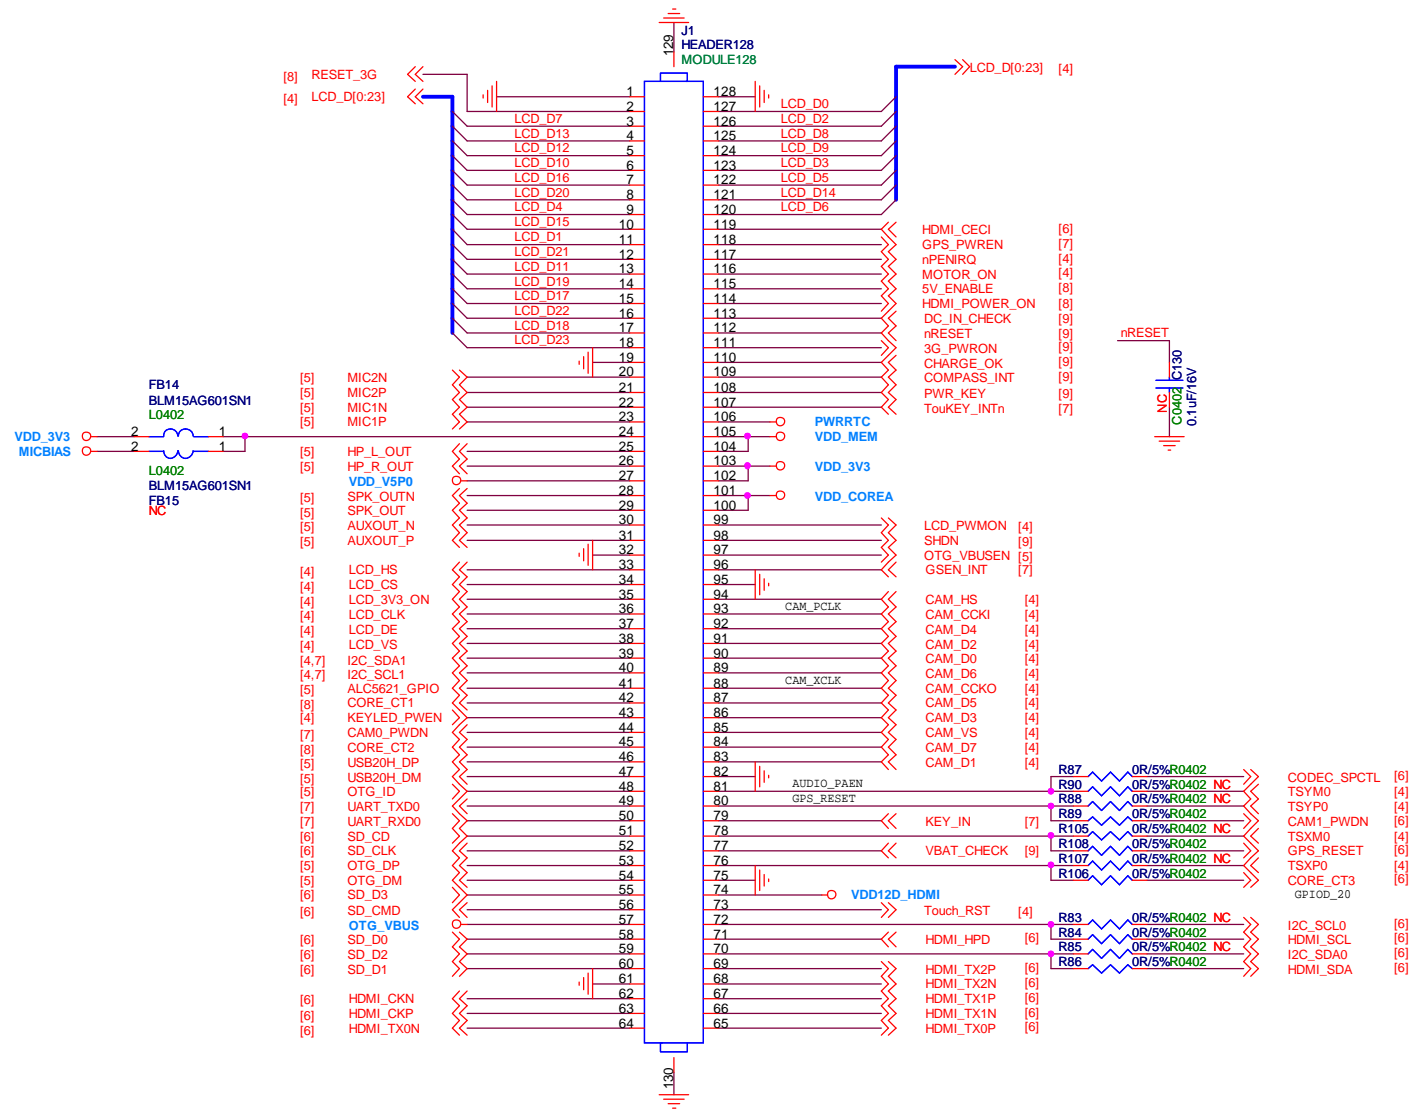 129
J1
HEADER128
MODULE128
[8] RESET_3G
[4] LCD_D[0:23]
LCD_D[0:23] [4]
1
2
LCD_D7 3
LCD_D13 4
LCD_D12 5
LCD_D10 6
LCD_D16 7
LCD_D20 8
LCD_D4 9
LCD_D15 10
LCD_D1 11
LCD_D21 12
LCD_D11 13
LCD_D19 14
LCD_D17 15
LCD_D22 16
LCD_D18 17
LCD_D23 18
19
[5] MIC2N 20
[5] MIC2P 21
[5] MIC1N 22
[5] MIC1P 23
24
[5] HP_L_OUT 25
[5] HP_R_OUT 26
VDD_V5P0 27
[5] SPK_OUTN 28
[5] SPK_OUT 29
[5] AUXOUT_N 30
[5] AUXOUT_P 31
32
[4] LCD_HS 33
[4] LCD_CS 34
[4] LCD_3V3_ON 35
[4] LCD_CLK 36
[4] LCD_DE 37
[4] LCD_VS 38
[4,7] I2C_SDA1 39
[4,7] I2C_SCL1 40
[5] ALC5621_GPIO 41
[8] CORE_CT1 42
[4] KEYLED_PWEN 43
[7] CAM0_PWDN 44
[8] CORE_CT2 45
[5] USB20H_DP 46
[5] USB20H_DM 47
[5] OTG_ID 48
[7] UART_TXD0 49
[7] UART_RXD0 50
[6] SD_CD 51
[6] SD_CLK 52
[5] OTG_DP 53
[5] OTG_DM 54
[6] SD_D3 55
[6] SD_CMD 56
OTG_VBUS 57
[6] SD_D0 58
[6] SD_D2 59
[6] SD_D1 60
61
[6] HDMI_CKN 62
[6] HDMI_CKP 63
[6] HDMI_TX0N 64
FB14
BLM15AG601SN1
L0402
VDD_3V3 2 1
MICBIAS 2 1
L0402
BLM15AG601SN1
FB15
NC
128
127 LCD_D0
126 LCD_D2
125 LCD_D8
124 LCD_D9
123 LCD_D3
122 LCD_D5
121 LCD_D14
120 LCD_D6
119 HDMI_CECI [6]
118 GPS_PWREN [7]
117 nPENIRQ [4]
116 MOTOR_ON [4]
115 5V_ENABLE [8]
114 HDMI_POWER_ON [8]
113 DC_IN_CHECK [9]
112 nRESET [9]
111 3G_PWRON [9]
110 CHARGE_OK [9]
109 COMPASS_INT [9]
108 PWR_KEY [9]
107 TouKEY_INTn [7]
106 PWRRTC
105 VDD_MEM
104
103 VDD_3V3
102
101 VDD_COREA
100
99 LCD_PWMON [4]
98 SHDN [9]
97 OTG_VBUSEN [5]
96 GSEN_INT [7]
95
94 CAM_HS [4]
93 CAM_PCLK CAM_CCKI [4]
92 CAM_D4 [4]
91 CAM_D2 [4]
90 CAM_D0 [4]
89 CAM_D6 [4]
88 CAM_XCLK CAM_CCKO [4]
87 CAM_D5 [4]
86 CAM_D3 [4]
85 CAM_VS [4]
84 CAM_D7 [4]
83 CAM_D1 [4]
82
81 AUDIO_PAEN
80 GPS_RESET
79 KEY_IN [7]
78
77 VBAT_CHECK [9]
76
75
74 VDD12D_HDMI
73 Touch_RST [4]
72
71 HDMI_HPD [6]
70
69 HDMI_TX2P [6]
68 HDMI_TX2N [6]
67 HDMI_TX1P [6]
66 HDMI_TX1N [6]
65 HDMI_TX0P [6]
nRESET
C130
NC
C0402
0.1uF/16V
R87 0R/5% R0402 CODEC_SPCTL [6]
R90 0R/5% R0402 NC TSYM0 [4]
R88 0R/5% R0402 NC TSYP0 [4]
R89 0R/5% R0402 CAM1_PWDN [6]
R105 0R/5% R0402 NC TSXM0 [4]
R108 0R/5% R0402 GPS_RESET [6]
R107 0R/5% R0402 NC TSXP0 [4]
R106 0R/5% R0402 CORE_CT3 [6]
GPIOD_20
R83 0R/5% R0402 NC I2C_SCL0 [6]
R84 0R/5% R0402 HDMI_SCL [6]
R85 0R/5% R0402 NC I2C_SDA0 [6]
R86 0R/5% R0402 HDMI_SDA [6]
130